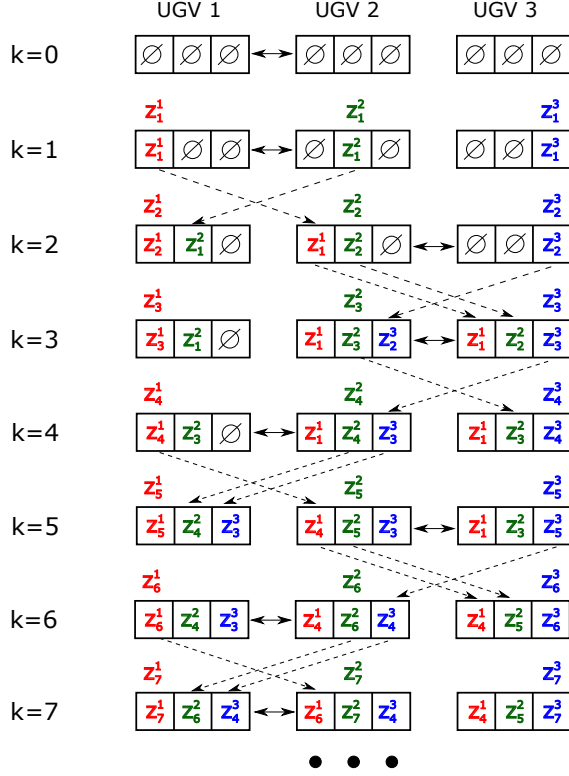 UGV 1 UGV 2 UGV 3
k=0 ∅ ∅ ∅ ∅ ∅ ∅ ∅ ∅ ∅
Z₁¹ Z₁² Z₁³
k=1 Z₁¹ ∅ ∅ ∅ Z₁² ∅ ∅ ∅ Z₁³
Z₂¹ Z₂² Z₂³
k=2 Z₂¹ Z₁² ∅ Z₁¹ Z₂² ∅ ∅ ∅ Z₂³
Z₃¹ Z₃² Z₃³
k=3 Z₃¹ Z₁² ∅ Z₁¹ Z₃² Z₂³ Z₁¹ Z₂² Z₃³
Z₄¹ Z₄² Z₄³
k=4 Z₄¹ Z₃² ∅ Z₁¹ Z₄² Z₃³ Z₁¹ Z₃² Z₄³
Z₅¹ Z₅² Z₅³
k=5 Z₅¹ Z₄² Z₃³ Z₄¹ Z₅² Z₃³ Z₁¹ Z₃² Z₅³
Z₆¹ Z₆² Z₆³
k=6 Z₆¹ Z₄² Z₃³ Z₄¹ Z₆² Z₄³ Z₄¹ Z₅² Z₆³
Z₇¹ Z₇² Z₇³
k=7 Z₇¹ Z₆² Z₄³ Z₆¹ Z₇² Z₄³ Z₄¹ Z₅² Z₇³
• • •